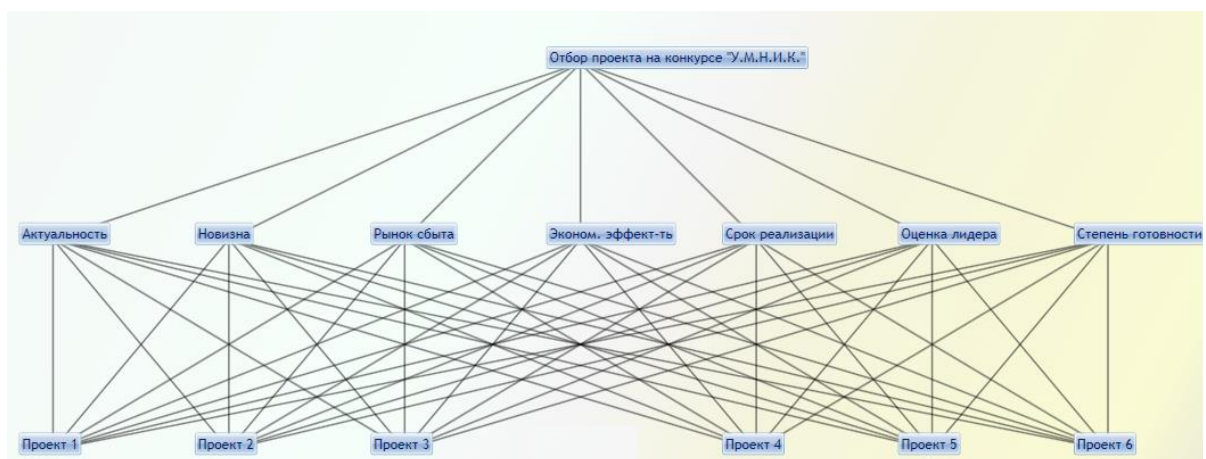 Отбор проекта на конкурсе "У.М.Н.И.К."
Актуальность Новизна Рынок сбыта Эконом. эффект-ть Срок реализации Оценка лидера Степень готовности
Проект 1 Проект 2 Проект 3 Проект 4 Проект 5 Проект 6